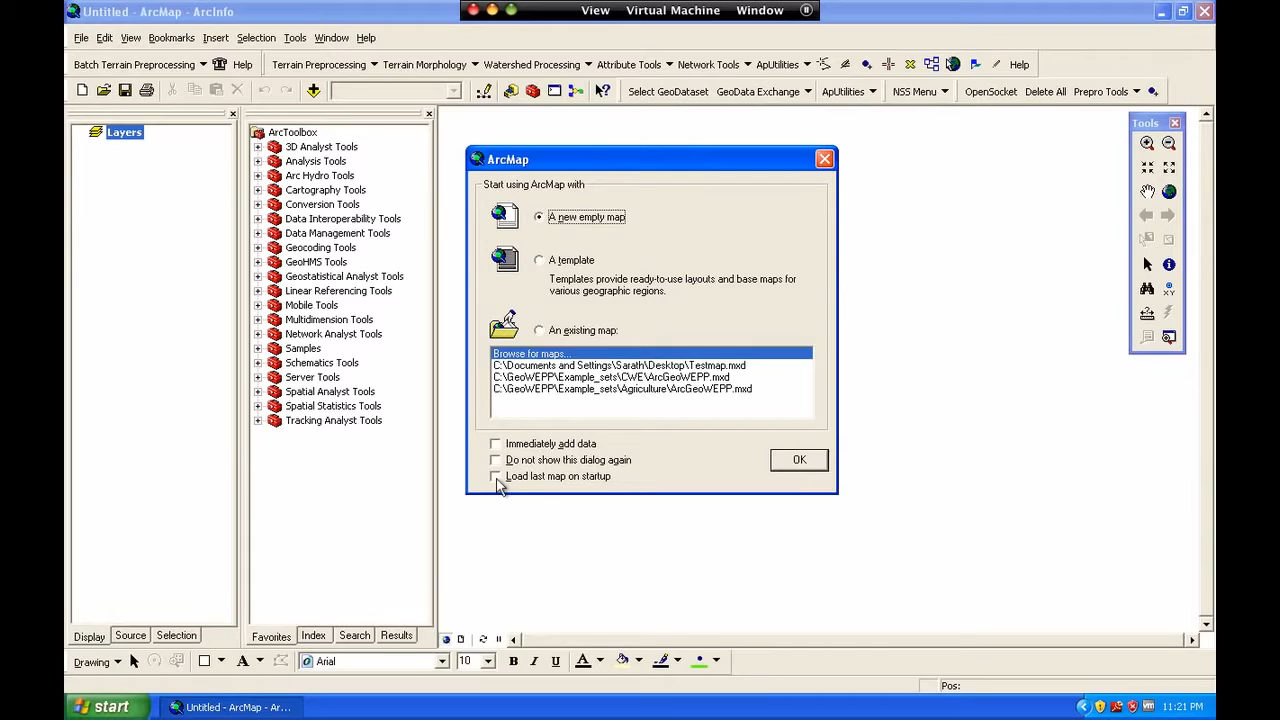 Untitled - ArcMap - ArcInfo
View Virtual Machine Window
File Edit View Bookmarks Insert Selection Tools Window Help
Batch Terrain Preprocessing Help Terrain Preprocessing Terrain Morphology Watershed Processing Attribute Tools Network Tools ApUtilities Help
Select GeoDataset GeoData Exchange ApUtilities NSS Menu OpenSocket Delete All Prepro Tools
Layers
ArcToolbox
3D Analyst Tools
Analysis Tools
Arc Hydro Tools
Cartography Tools
Conversion Tools
Data Interoperability Tools
Data Management Tools
Geocoding Tools
GeoHMS Tools
Geostatistical Analyst Tools
Linear Referencing Tools
Mobile Tools
Multidimension Tools
Network Analyst Tools
Samples
Schematics Tools
Server Tools
Spatial Analyst Tools
Spatial Statistics Tools
Tracking Analyst Tools
ArcMap
Start using ArcMap with
A new empty map
A template
Templates provide ready-to-use layouts and base maps for
various geographic regions.
An existing map:
Browse for maps...
C:\Documents and Settings\Sarath\Desktop\Testmap.mxd
C:\GeoWEPP\Example_sets\CWE\ArcGeoWEPP.mxd
C:\GeoWEPP\Example_sets\Agriculture\ArcGeoWEPP.mxd
Immediately add data
Do not show this dialog again
Load last map on startup
OK
Tools
XY
Display Source Selection
Favorites Index Search Results
Drawing A Arial 10 B I U A
Pos:
start Untitled - ArcMap - Ar... 11:21 PM